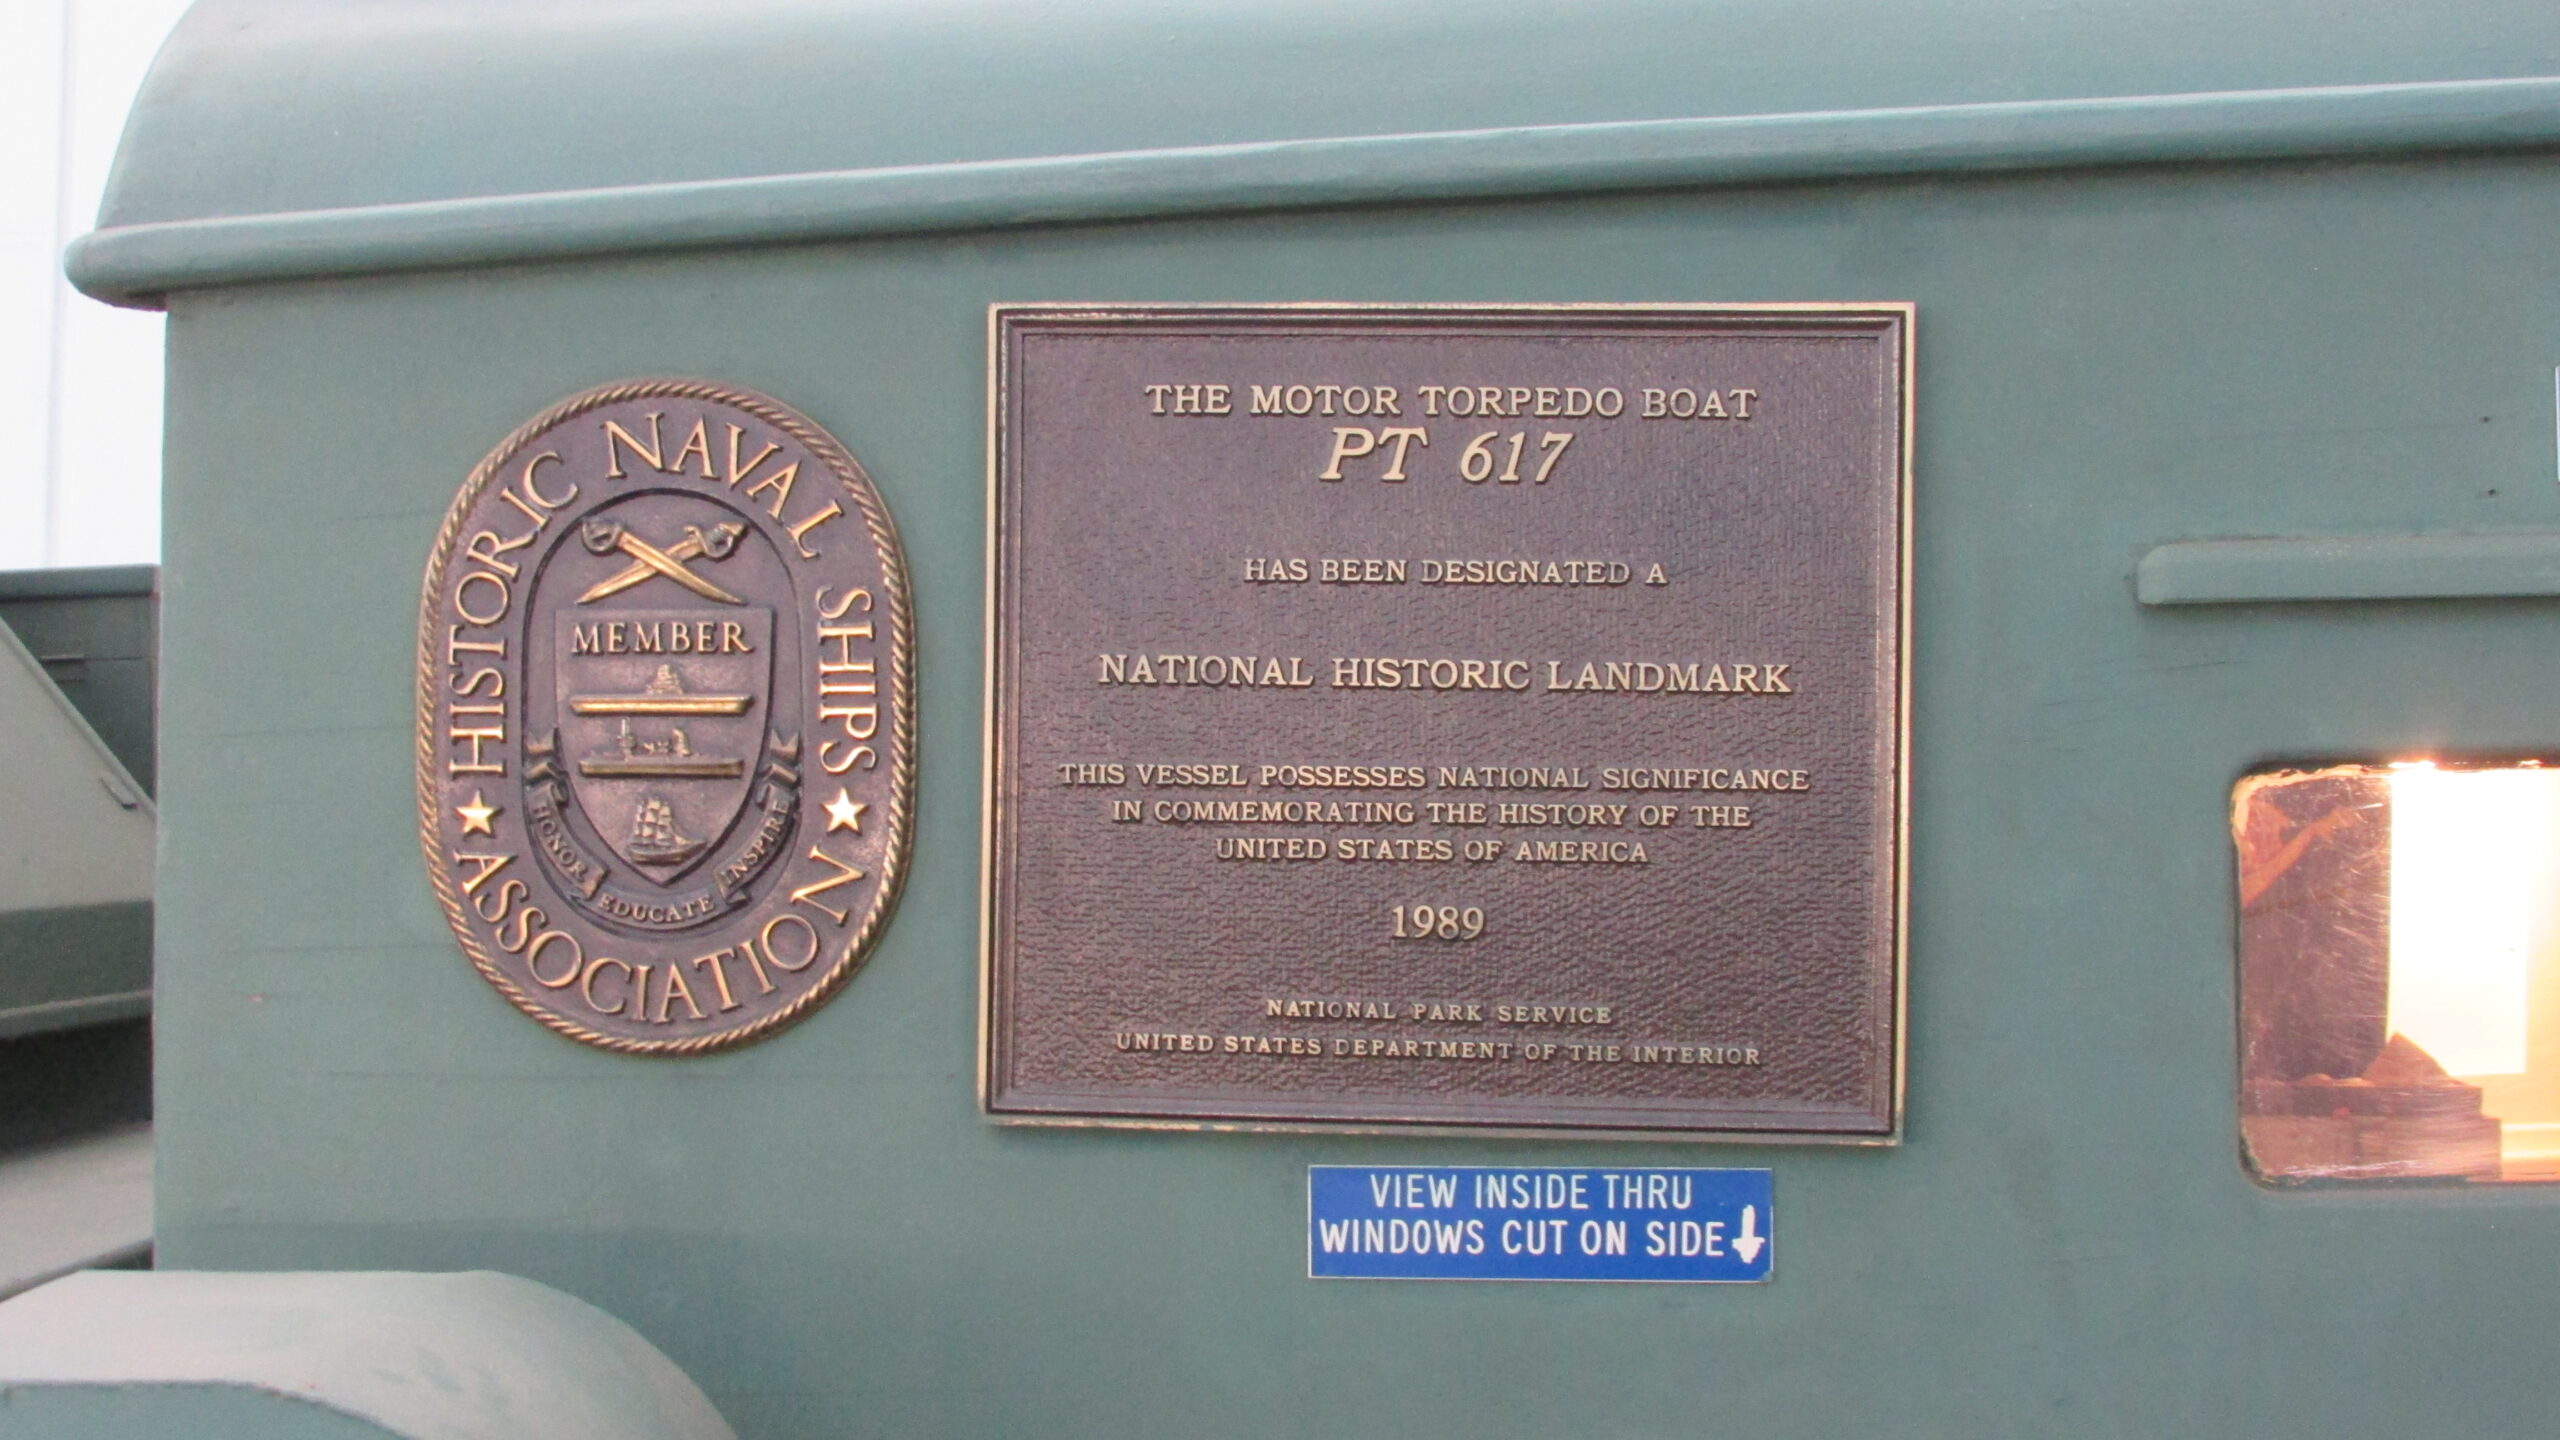 HISTORIC NAVAL SHIPS
ASSOCIATION
MEMBER
HONOR
EDUCATE
INSPIRE
THE MOTOR TORPEDO BOAT
PT 617
HAS BEEN DESIGNATED A
NATIONAL HISTORIC LANDMARK
THIS VESSEL POSSESSES NATIONAL SIGNIFICANCE
IN COMMEMORATING THE HISTORY OF THE
UNITED STATES OF AMERICA
1989
NATIONAL PARK SERVICE
UNITED STATES DEPARTMENT OF THE INTERIOR
VIEW INSIDE THRU
WINDOWS CUT ON SIDE